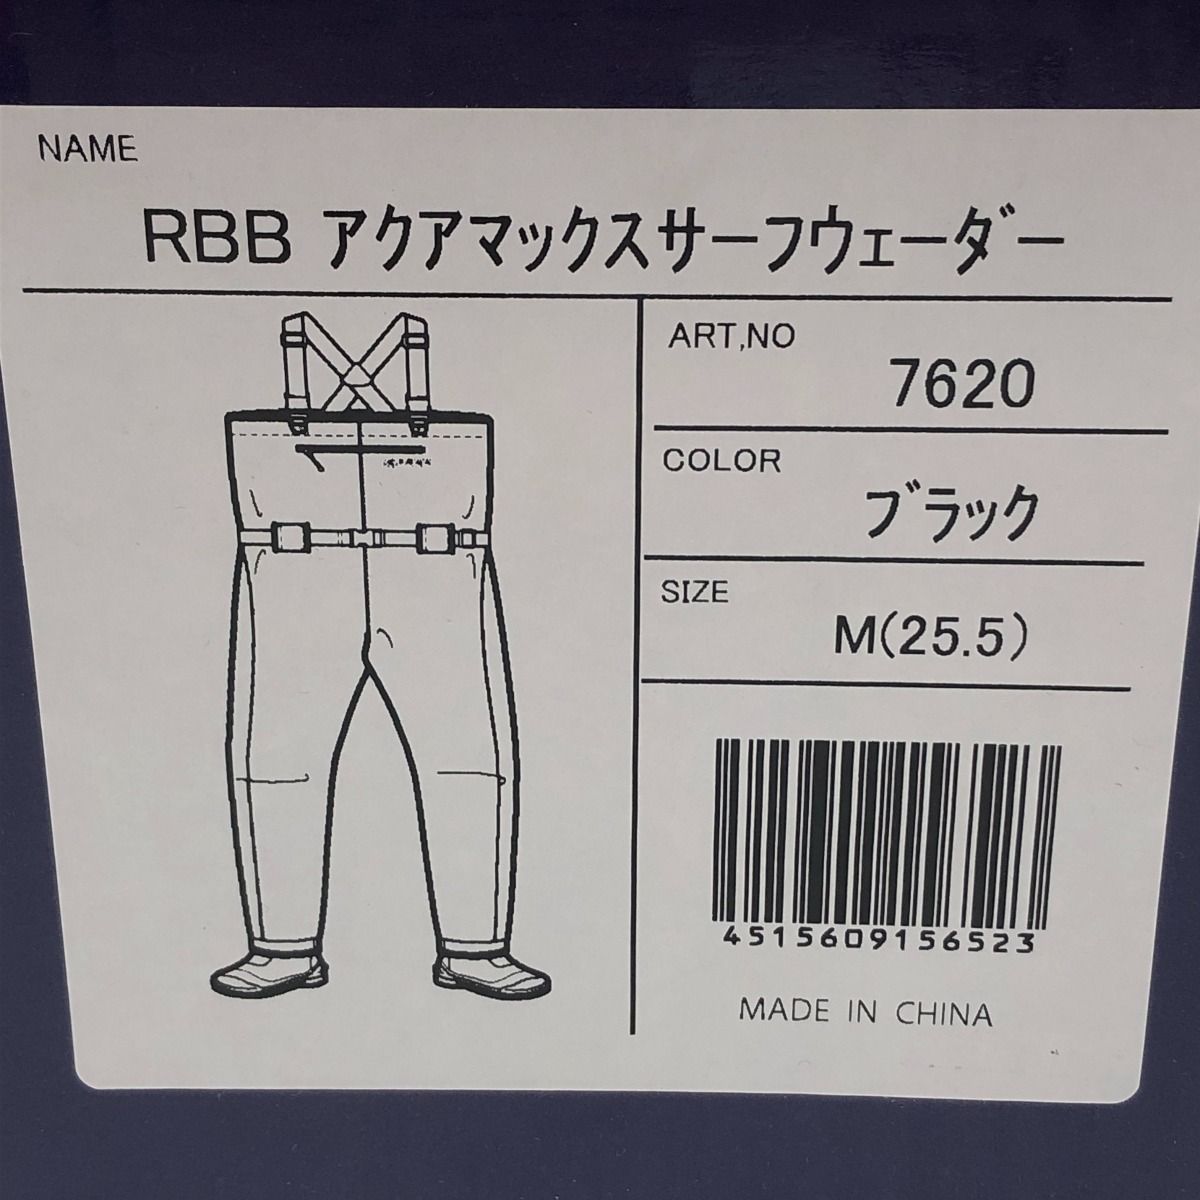 NAME
RBB アクアマックスサーフウェーダー
ART,NO
7620
COLOR
ブラック
SIZE
M(25.5)
4515609156523
MADE IN CHINA